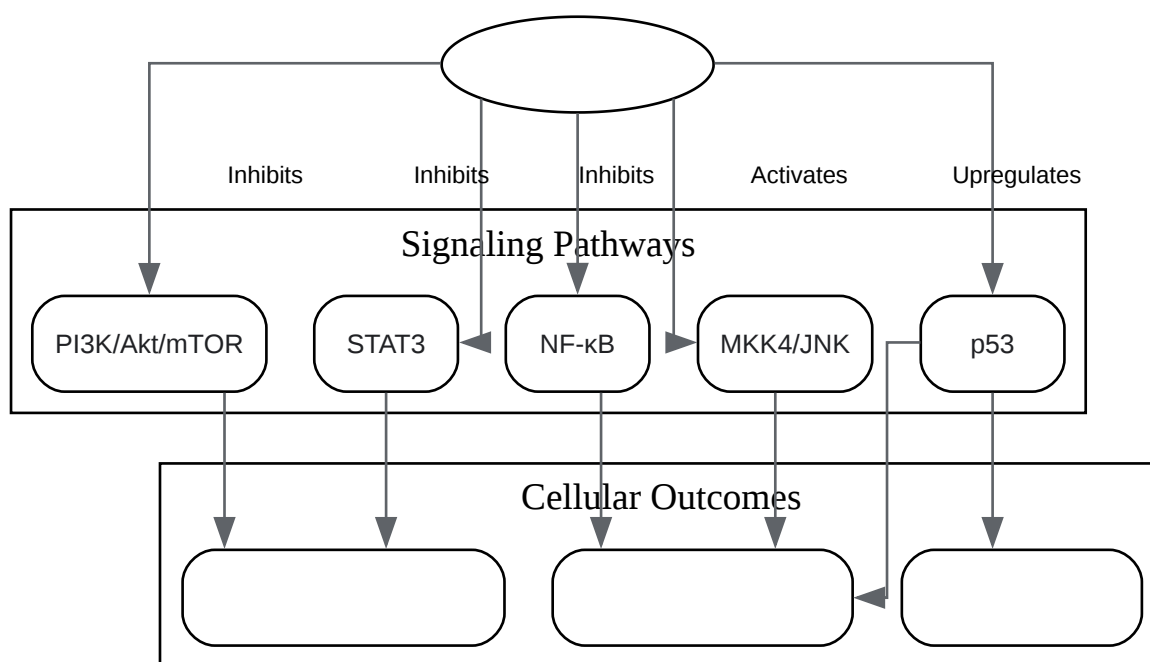 Inhibits
Inhibits
Inhibits
Activates
Upregulates
Signaling Pathways
PI3K/Akt/mTOR
STAT3
NF-κB
MKK4/JNK
p53
Cellular Outcomes